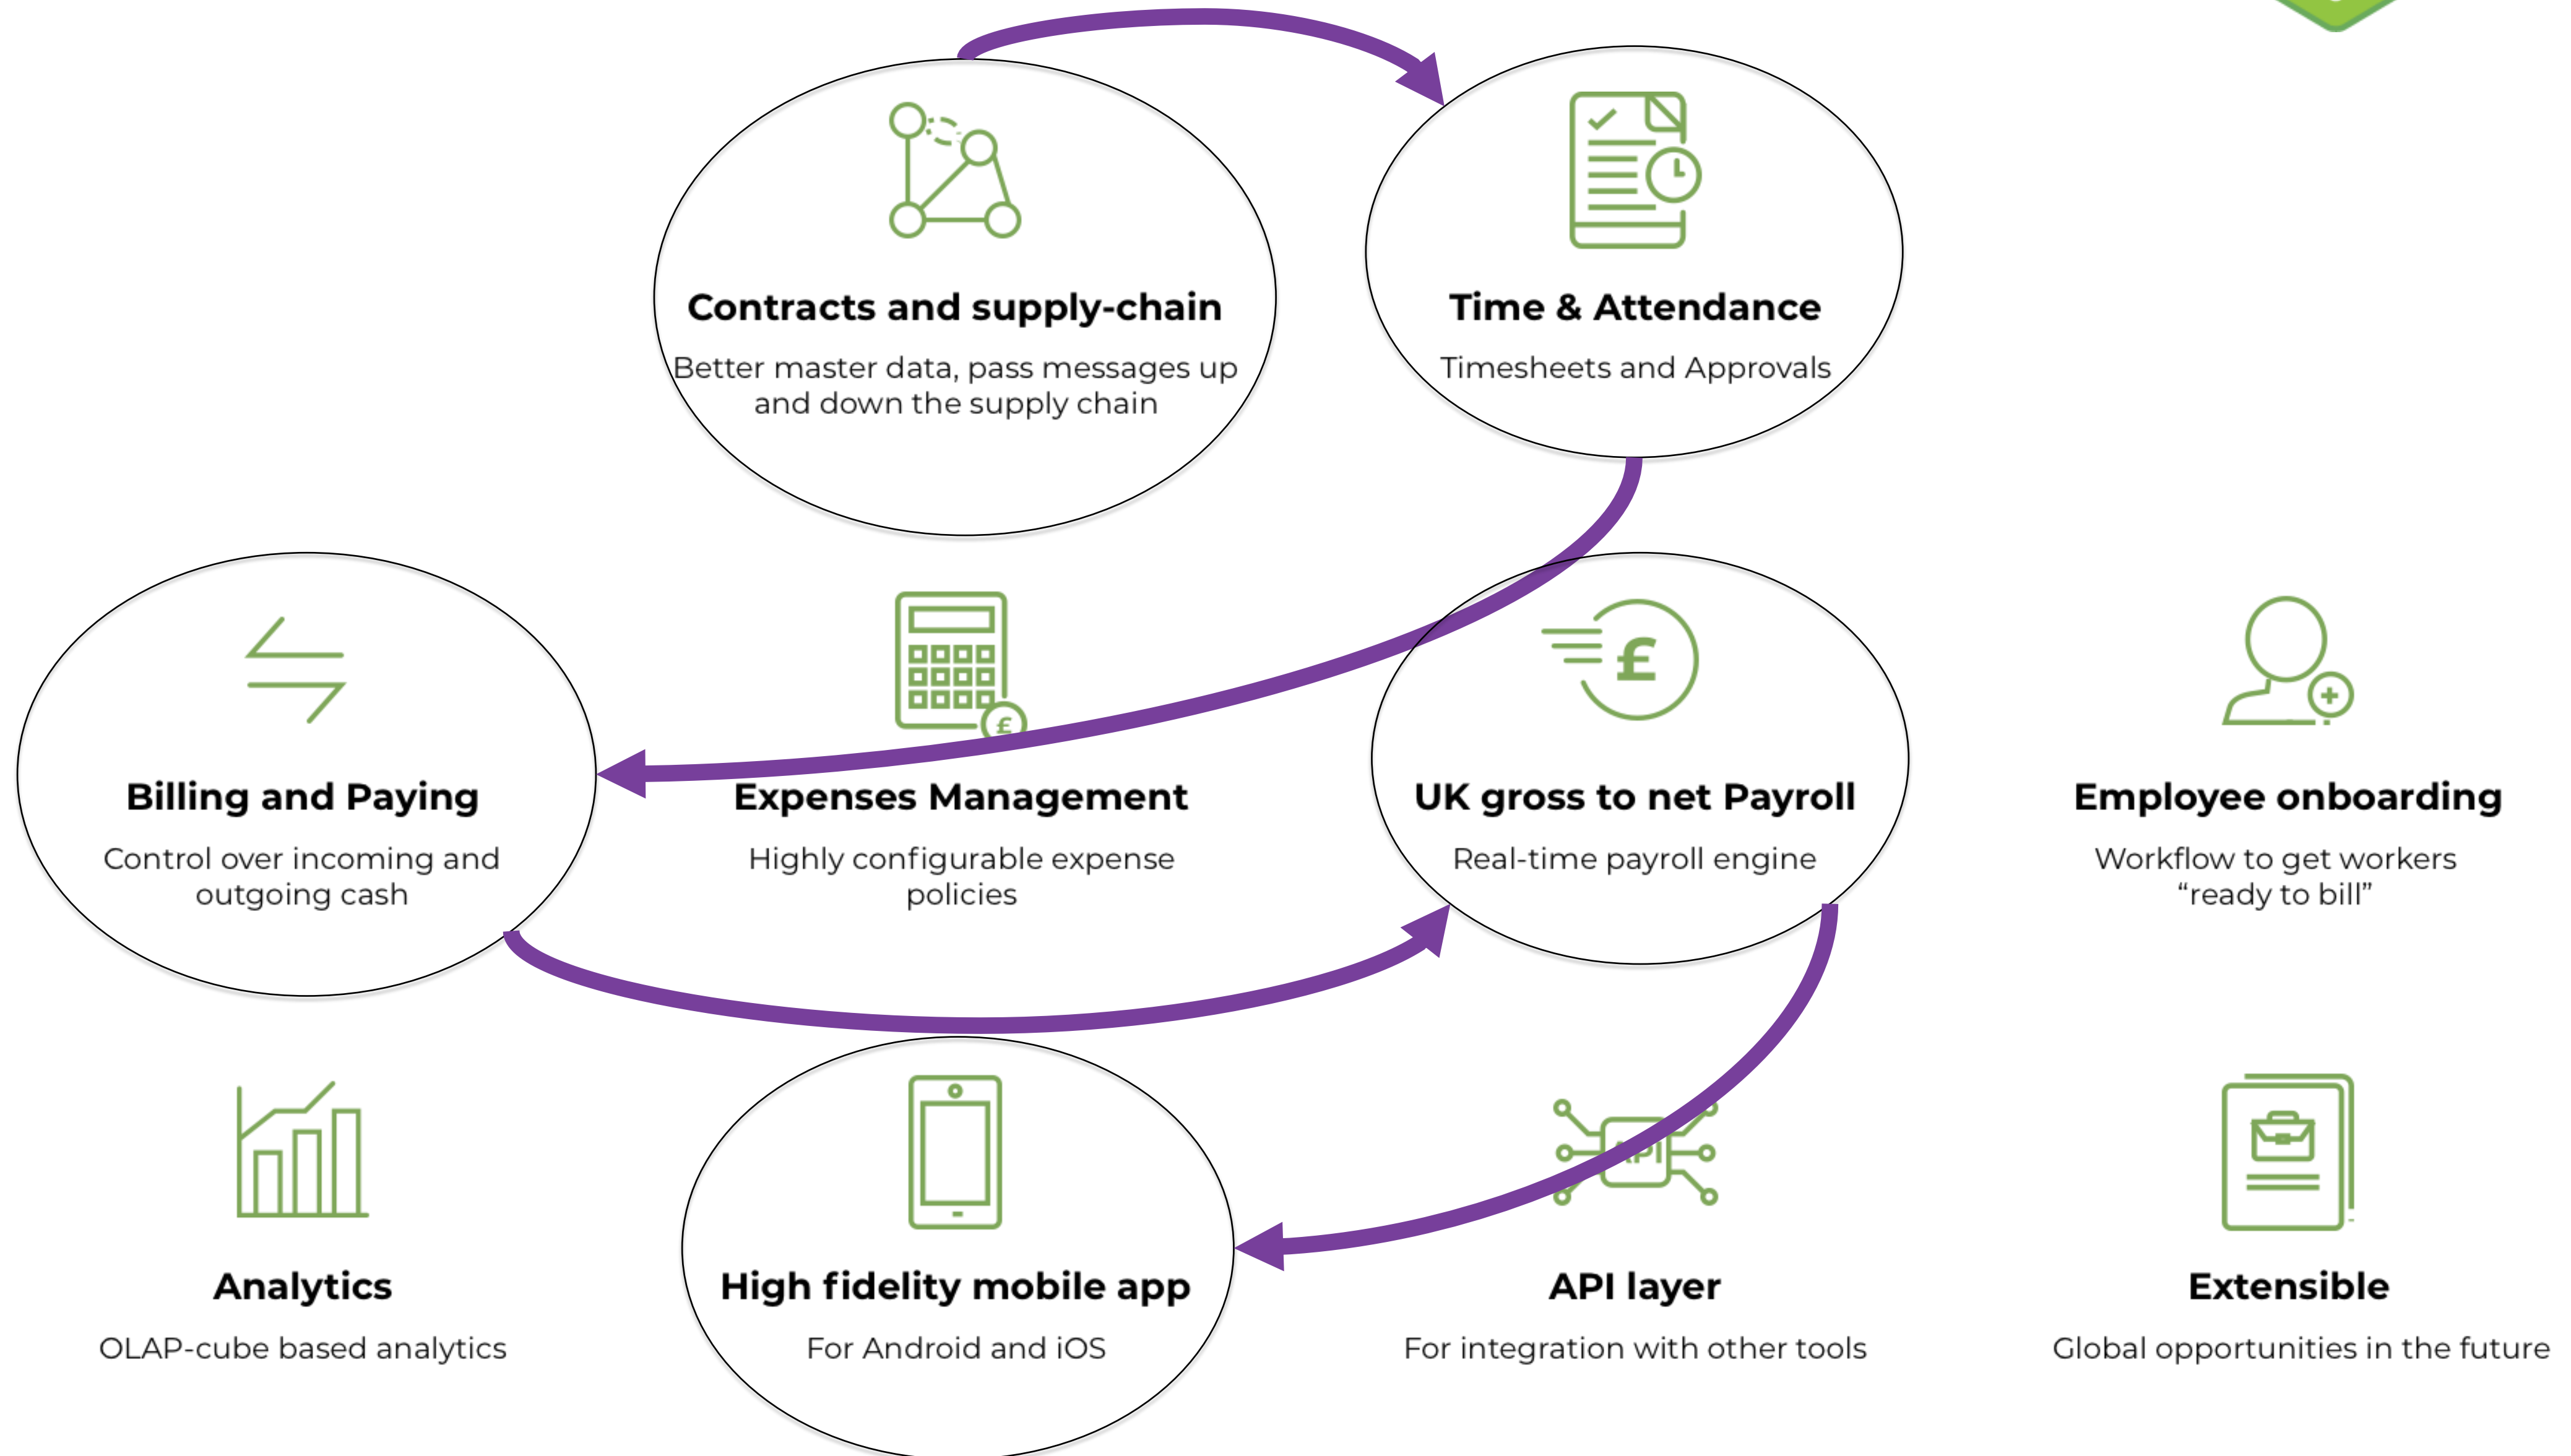 Contracts and supply-chain
Better master data, pass messages up
and down the supply chain
Time & Attendance
Timesheets and Approvals
Billing and Paying
Control over incoming and
outgoing cash
£
Expenses Management
Highly configurable expense
policies
£
UK gross to net Payroll
Real-time payroll engine
Employee onboarding
Workflow to get workers
“ready to bill”
Analytics
OLAP-cube based analytics
High fidelity mobile app
For Android and iOS
API
API layer
For integration with other tools
Extensible
Global opportunities in the future